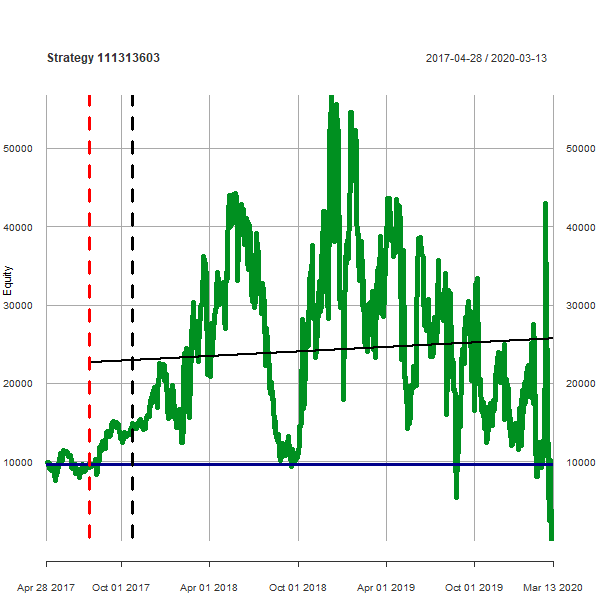 Strategy 111313603 2017-04-28 / 2020-03-13
50000 50000
40000 40000
Equity
30000 30000
20000 20000
10000 10000
Apr 28 2017 Oct 01 2017 Apr 01 2018 Oct 01 2018 Apr 01 2019 Oct 01 2019 Mar 13 2020